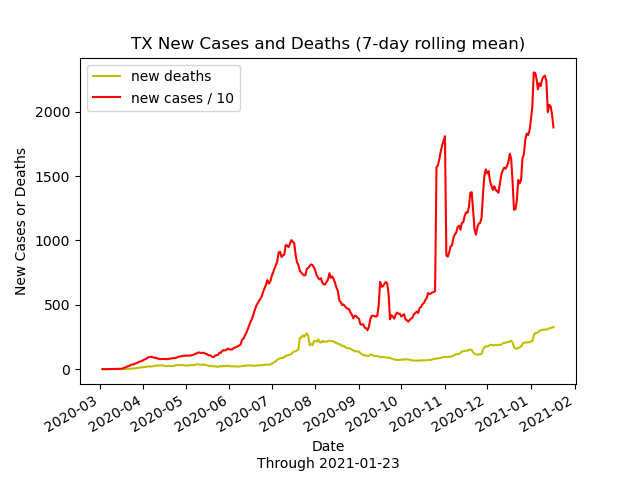 TX New Cases and Deaths (7-day rolling mean)
new deaths
new cases / 10
New Cases or Deaths
2000
1500
1000
500
0
2020-03
2020-04
2020-05
2020-06
2020-07
2020-08
2020-09
2020-10
2020-11
2020-12
2021-01
2021-02
Date
Through 2021-01-23